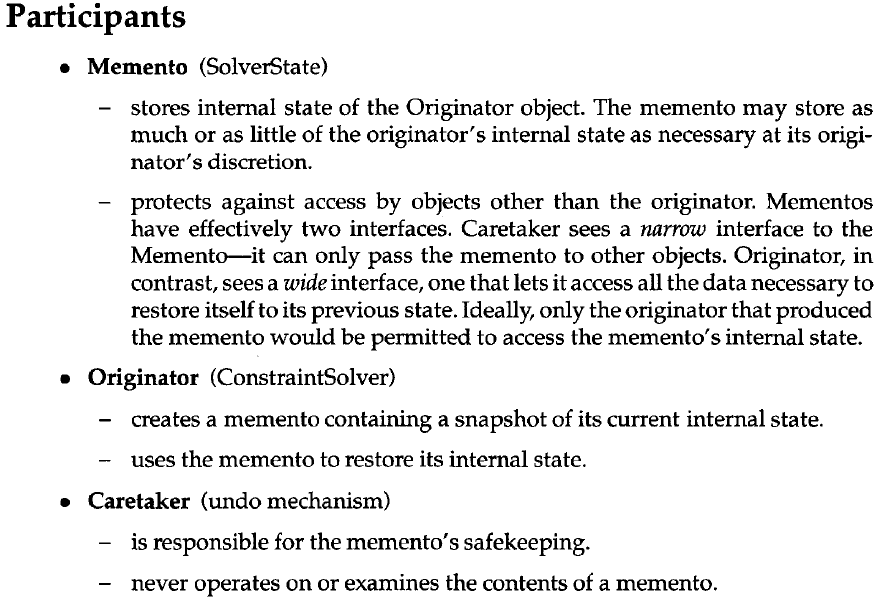 Participants
• Memento (SolverState)
– stores internal state of the Originator object. The memento may store as
much or as little of the originator's internal state as necessary at its origi-
nator's discretion.
– protects against access by objects other than the originator. Mementos
have effectively two interfaces. Caretaker sees a narrow interface to the
Memento—it can only pass the memento to other objects. Originator, in
contrast, sees a wide interface, one that lets it access all the data necessary to
restore itself to its previous state. Ideally, only the originator that produced
the memento would be permitted to access the memento's internal state.
• Originator (ConstraintSolver)
– creates a memento containing a snapshot of its current internal state.
– uses the memento to restore its internal state.
• Caretaker (undo mechanism)
– is responsible for the memento's safekeeping.
– never operates on or examines the contents of a memento.